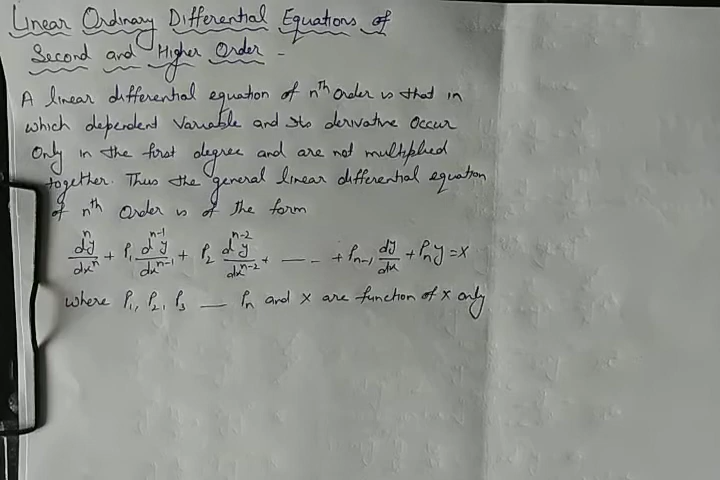 Linear Ordinary Differential Equations of
Second and Higher Order -
A linear differential equation of nth order is that in
which dependent variable and its derivative occur
Only in the first degree and are not multiplied
together. Thus the general linear differential equation
of nth Order is of the form
dⁿy/dxⁿ + P₁ dⁿ⁻¹y/dxⁿ⁻¹ + P₂ dⁿ⁻²y/dxⁿ⁻² + — - - + Pₙ₋₁ dy/dx + Pₙy = X
where P₁, P₂, P₃ — Pₙ and X are function of x only